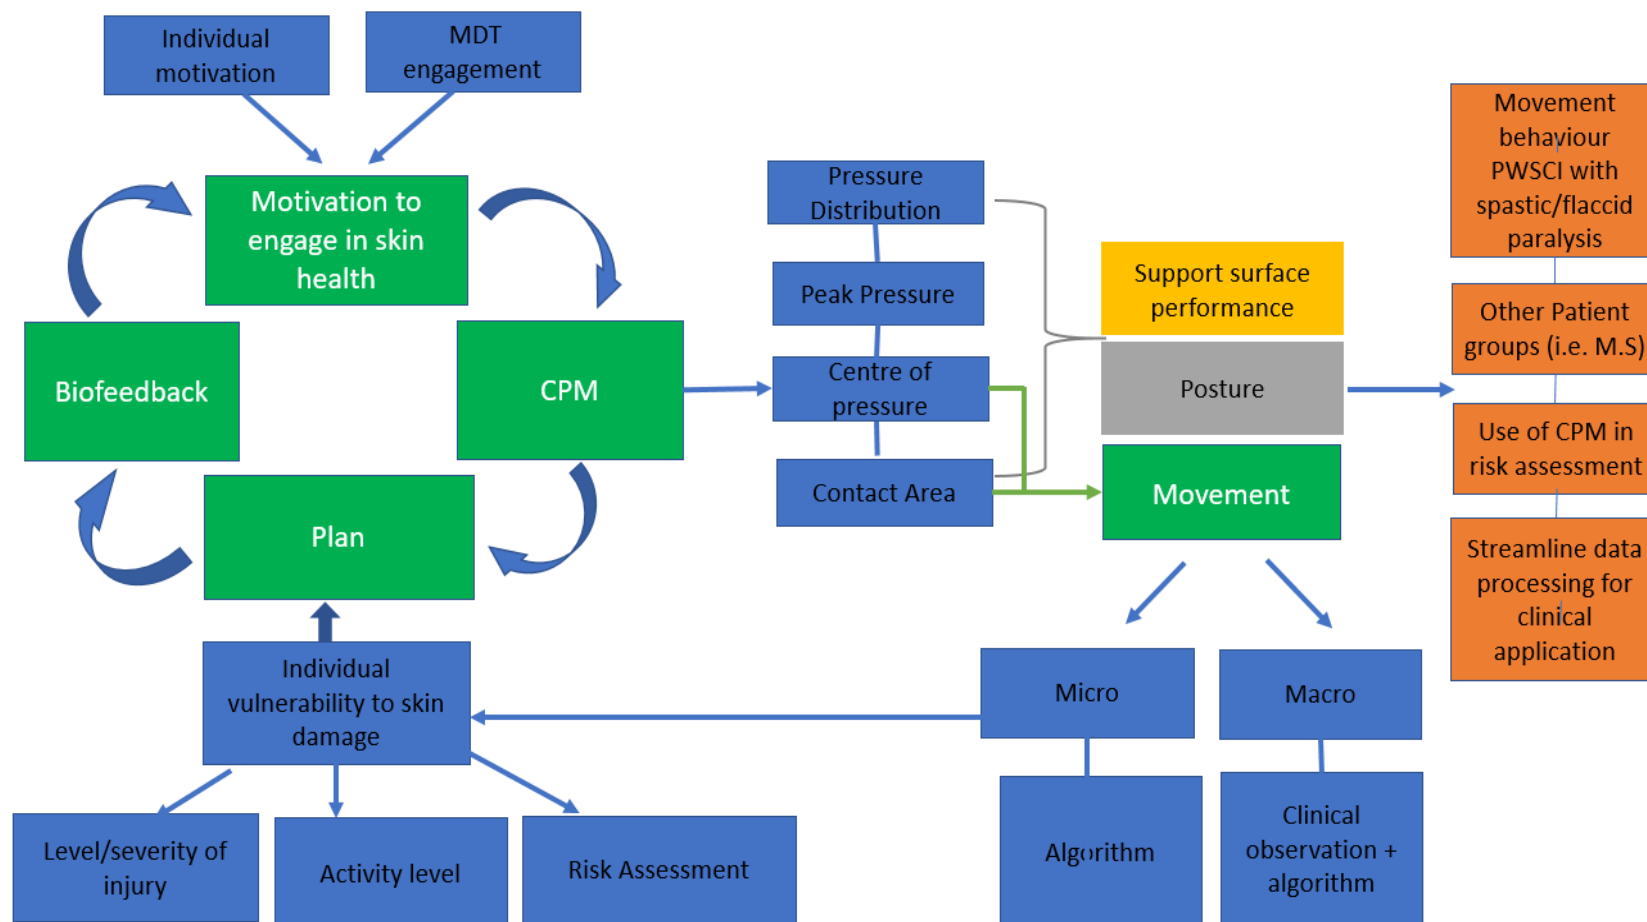 Individual
motivation
MDT
engagement
Motivation to
engage in skin
health
Biofeedback
CPM
Plan
Individual
vulnerability to skin
damage
Level/severity of
injury
Activity level
Risk Assessment
Pressure
Distribution
Peak Pressure
Centre of
pressure
Contact Area
Support surface
performance
Posture
Movement
Micro
Macro
Algorithm
Clinical
observation +
algorithm
Movement
behaviour
PWSCI with
spastic/flaccid
paralysis
Other Patient
groups (i.e. M.S)
Use of CPM in
risk assessment
Streamline data
processing for
clinical
application